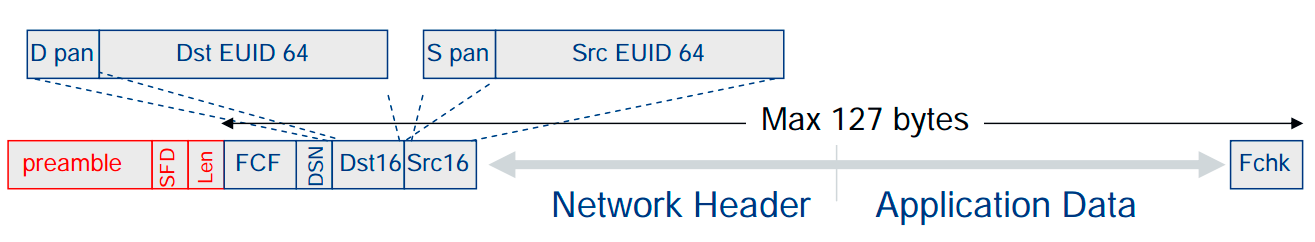 D pan Dst EUID 64 S pan Src EUID 64
Max 127 bytes
preamble SFD Len FCF DSN Dst16 Src16 Fchk
Network Header Application Data